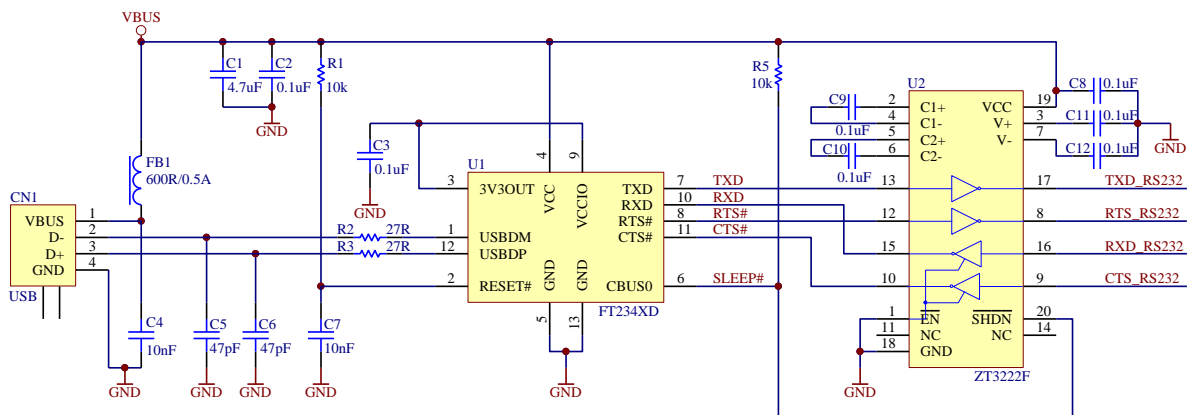 VBUS
C1
4.7uF
C2
0.1uF
R1
10k
R5
10k
GND
FB1
600R/0.5A
C3
0.1uF
GND
CN1
VBUS 1
D- 2
D+ 3
GND 4
USB
R2 27R
R3 27R
C4
10nF
C5
47pF
C6
47pF
C7
10nF
GND
GND
GND
GND
U1
4 9
3 3V3OUT
VCC
VCCIO
1 USBDM
12 USBDP
2 RESET#
GND
GND
5 13
TXD 7 TXD
RXD 10 RXD
RTS# 8 RTS#
CTS# 11 CTS#
CBUS0 6 SLEEP#
FT234XD
GND
U2
C9
0.1uF
C10
0.1uF
2 C1+
4 C1-
5 C2+
6 C2-
VCC 19
V+ 3
V- 7
C8 0.1uF
C11 0.1uF
C12 0.1uF
GND
13 17 TXD_RS232
12 8 RTS_RS232
15 16 RXD_RS232
10 9 CTS_RS232
1 EN SHDN 20
11 NC NC 14
18 GND
GND
ZT3222F